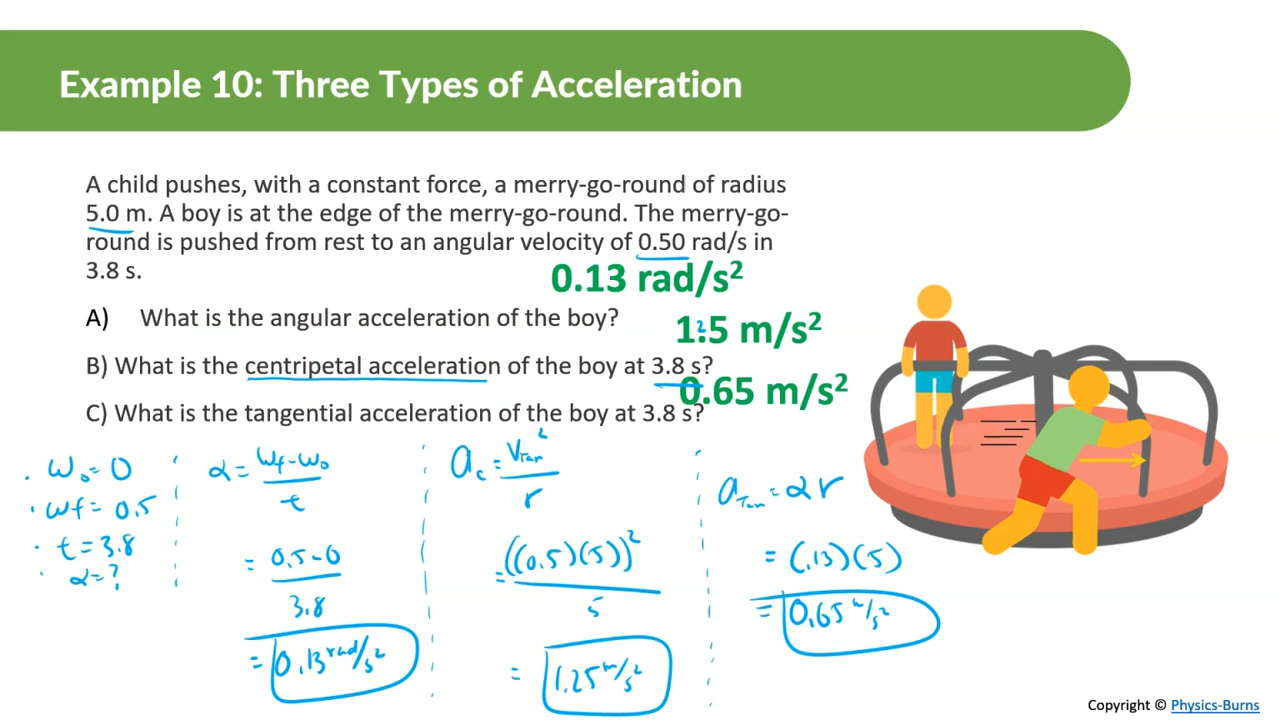 Example 10: Three Types of Acceleration
A child pushes, with a constant force, a merry-go-round of radius
5.0 m. A boy is at the edge of the merry-go-round. The merry-go-
round is pushed from rest to an angular velocity of 0.50 rad/s in
3.8 s.
0.13 rad/s²
A) What is the angular acceleration of the boy?
1.5 m/s²
2
B) What is the centripetal acceleration of the boy at 3.8 s?
0.65 m/s²
C) What is the tangential acceleration of the boy at 3.8 s?
· ω₀ = 0
· ωf = 0.5
· t = 3.8
· α = ?
α = ωf - ω₀
t
= 0.5 - 0
3.8
= 0.13 rad/s²
a_c = V_Tan²
r
= ((0.5)(5))²
5
= 1.25 m/s²
a_Tan = α r
= (.13)(5)
= 0.65 m/s²
Copyright © Physics-Burns